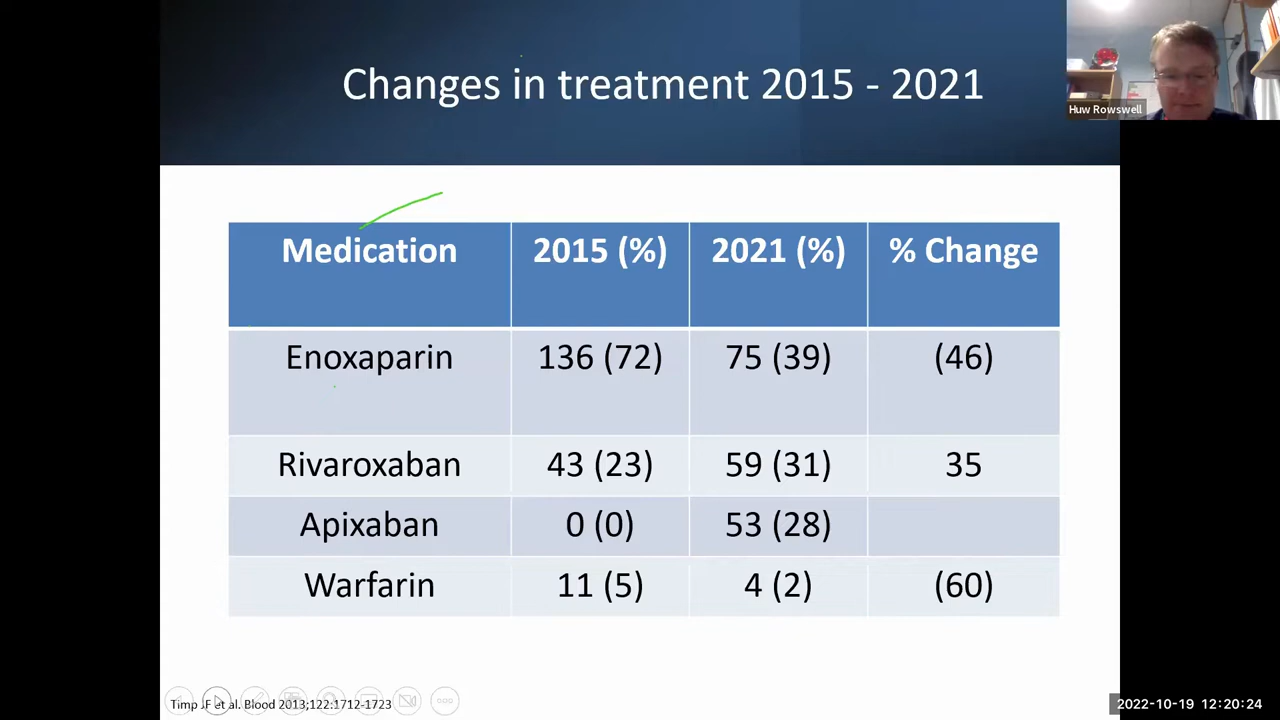 Changes in treatment 2015 - 2021
Huw Rowswell
Medication 2015 (%) 2021 (%) % Change
Enoxaparin 136 (72) 75 (39) (46)
Rivaroxaban 43 (23) 59 (31) 35
Apixaban 0 (0) 53 (28)
Warfarin 11 (5) 4 (2) (60)
Timp JF et al. Blood 2013;122:1712-1723
2022-10-19 12:20:24